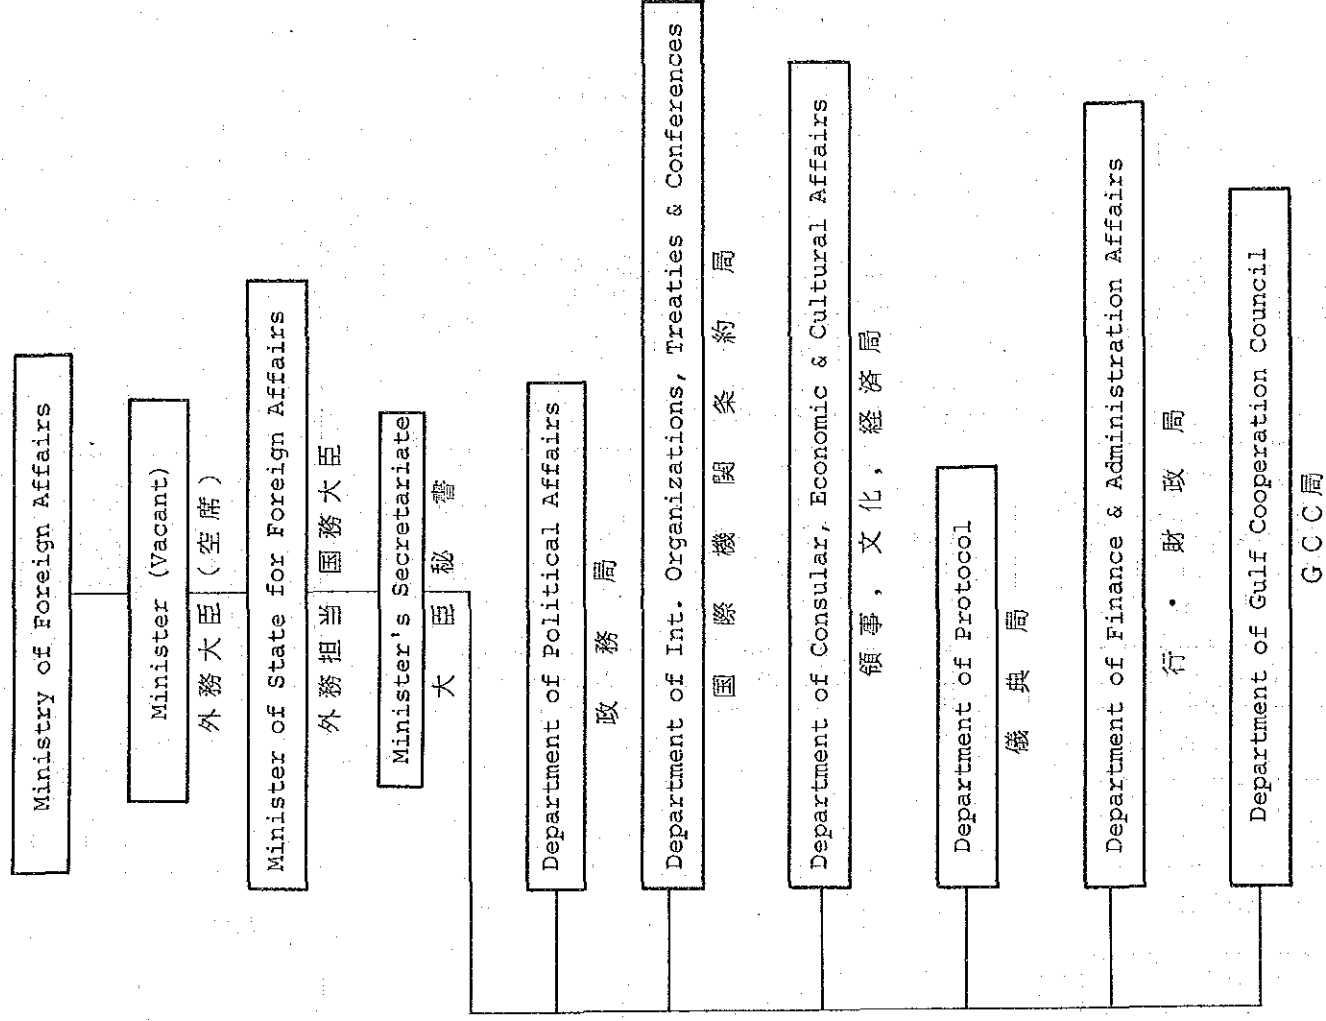 Ministry of Foreign Affairs
Minister (Vacant)
外務大臣(空席)
Minister of State for Foreign Affairs
外務担当国務大臣
Minister's Secretariate
大臣秘書
Department of Political Affairs
政務局
Department of Int. Organizations, Treaties & Conferences
国際機関条約局
Department of Consular, Economic & Cultural Affairs
領事,文化,経済局
Department of Protocol
儀典局
Department of Finance & Administration Affairs
行・財政局
Department of Gulf Cooperation Council
GCC局